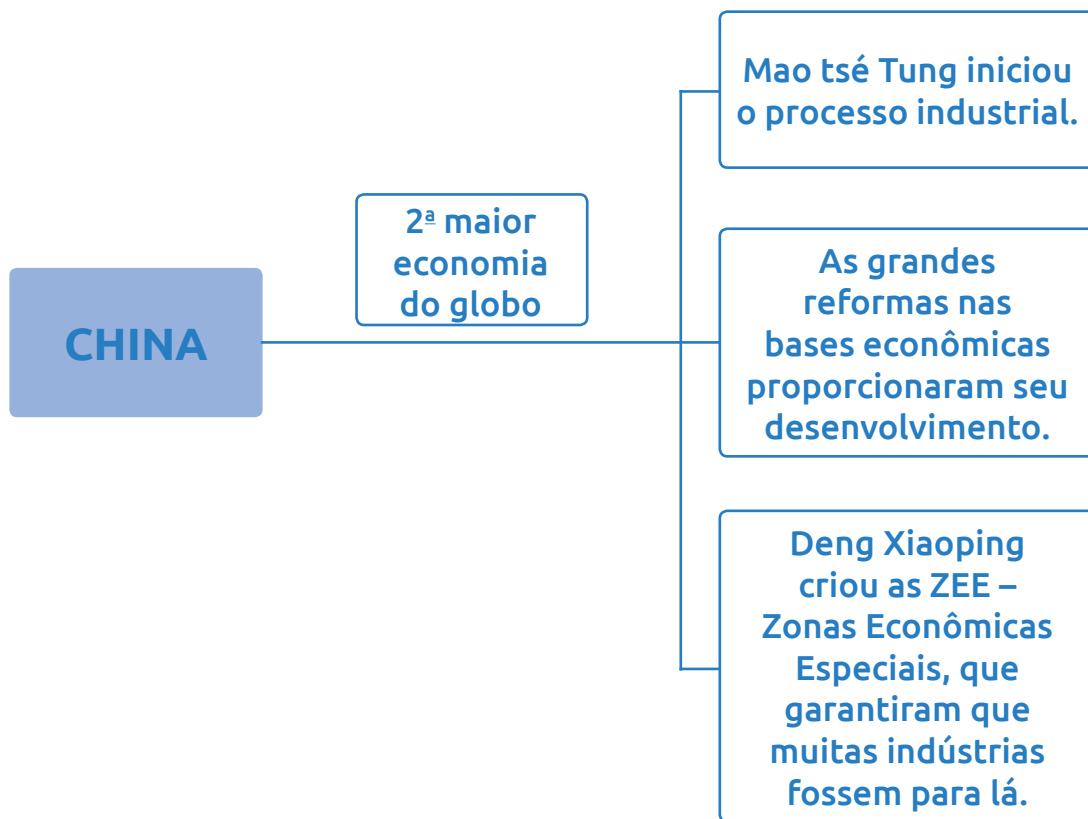 CHINA
2ª maior
economia
do globo
Mao tsé Tung iniciou
o processo industrial.
As grandes
reformas nas
bases econômicas
proporcionaram seu
desenvolvimento.
Deng Xiaoping
criou as ZEE –
Zonas Econômicas
Especiais, que
garantiram que
muitas indústrias
fossem para lá.